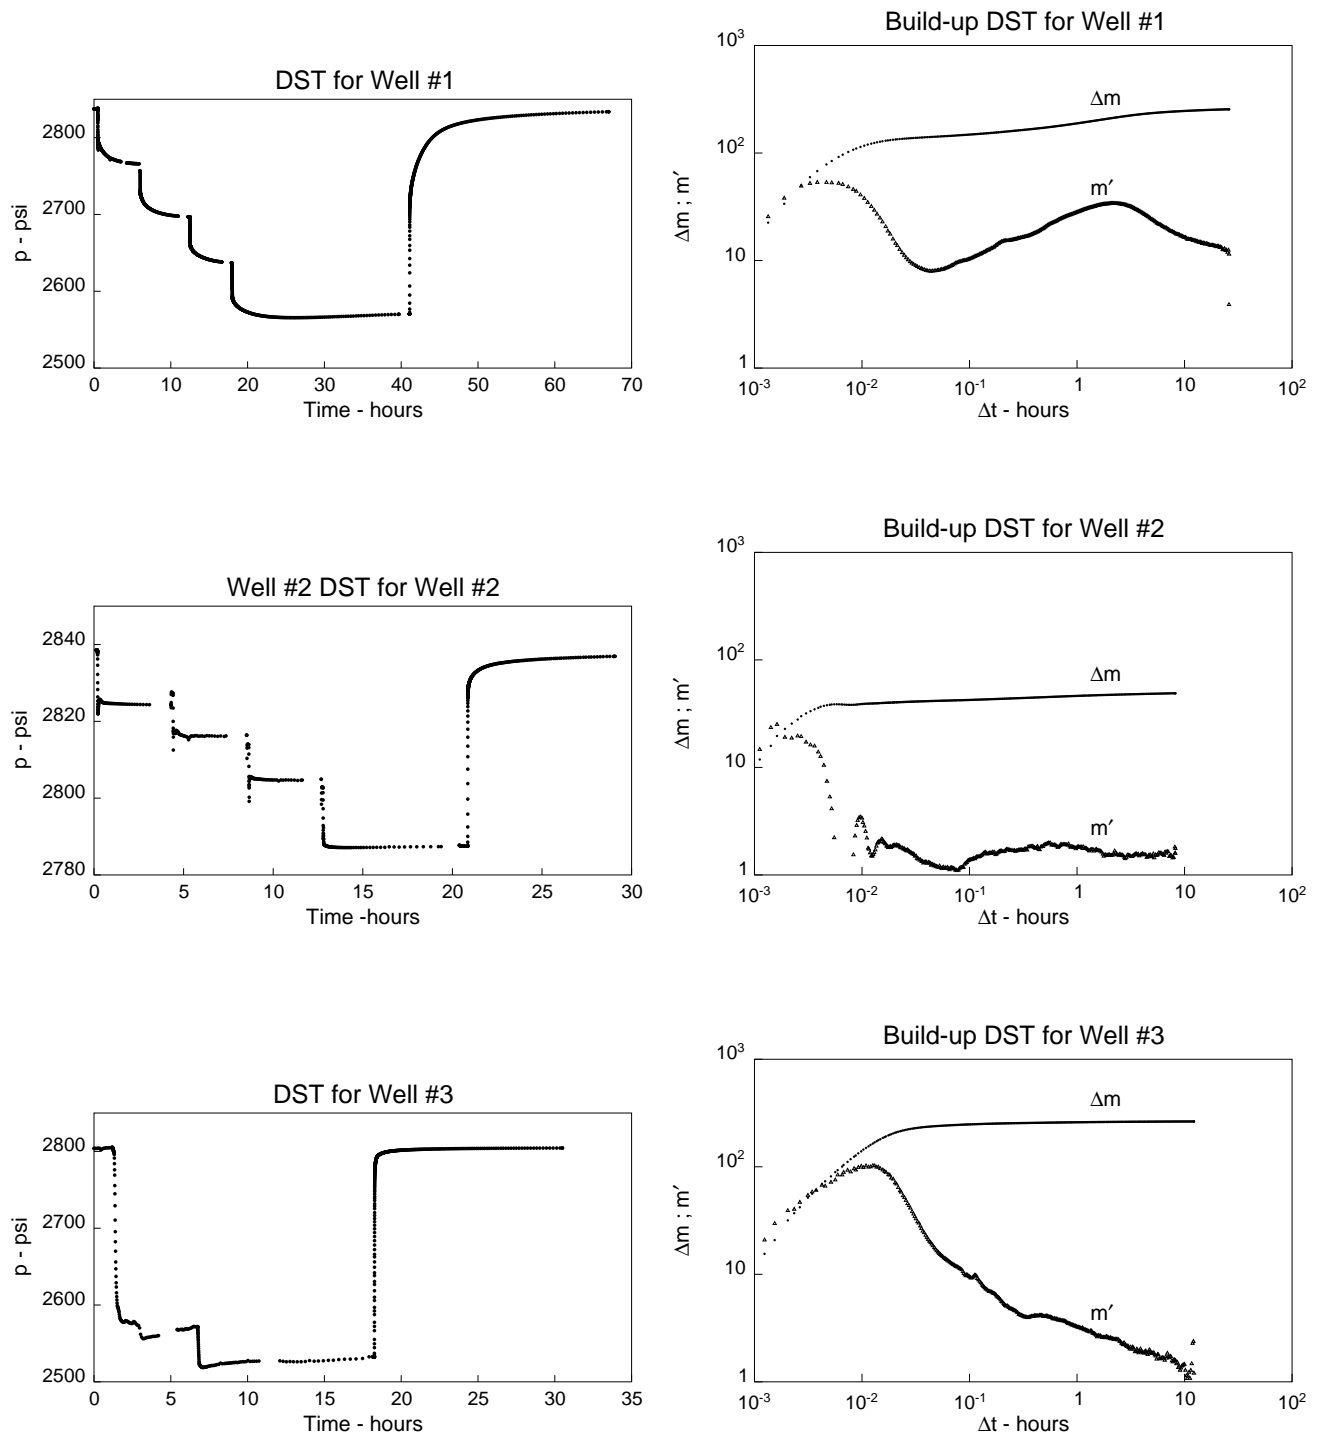 DST for Well #1
2800
2700
2600
2500
p - psi
0 10 20 30 40 50 60 70
Time - hours
Build-up DST for Well #1
10³
10²
10
1
Δm ; m′
Δm
m′
10⁻³ 10⁻² 10⁻¹ 1 10 10²
Δt - hours
Well #2 DST for Well #2
2840
2820
2800
2780
p - psi
0 5 10 15 20 25 30
Time -hours
Build-up DST for Well #2
10³
10²
10
1
Δm ; m′
Δm
m′
10⁻³ 10⁻² 10⁻¹ 1 10 10²
Δt - hours
DST for Well #3
2800
2700
2600
2500
p - psi
0 5 10 15 20 25 30 35
Time - hours
Build-up DST for Well #3
10³
10²
10
1
Δm ; m′
Δm
m′
10⁻³ 10⁻² 10⁻¹ 1 10 10²
Δt - hours